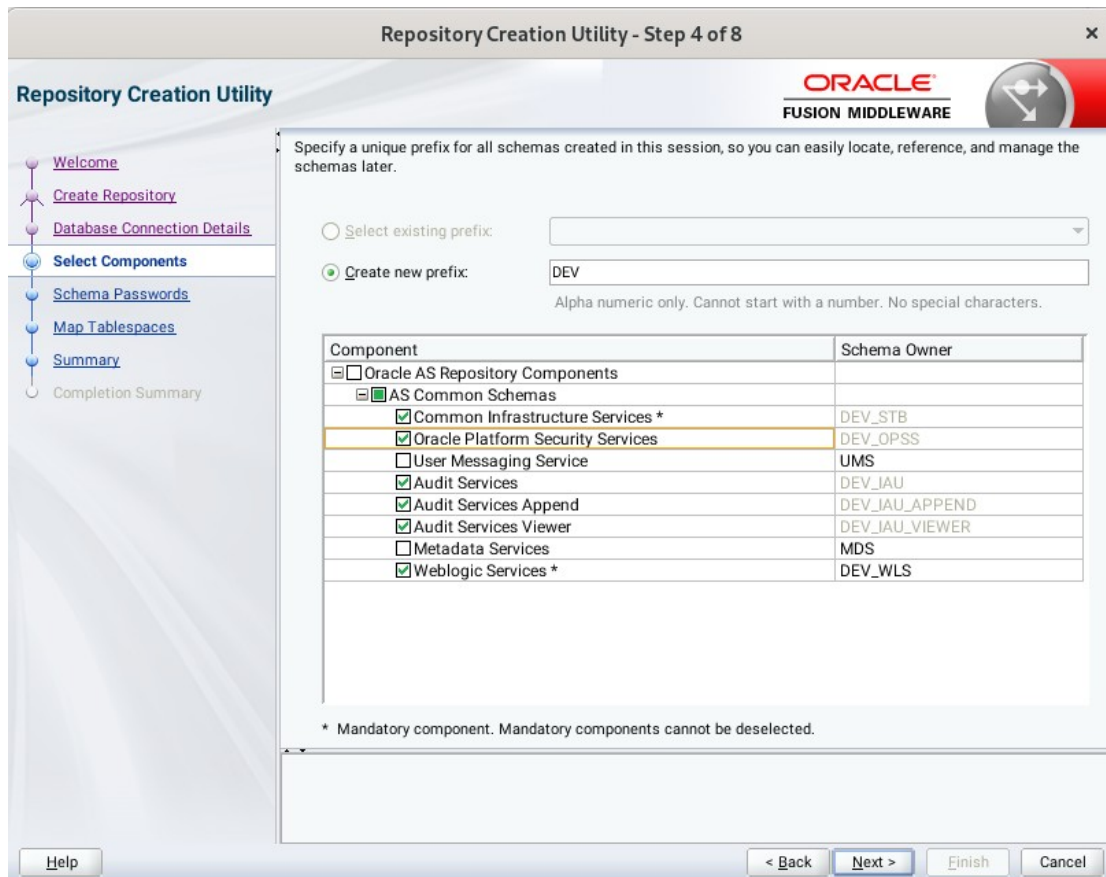 Repository Creation Utility - Step 4 of 8
×
Repository Creation Utility
ORACLE®
FUSION MIDDLEWARE
Welcome
Create Repository
Database Connection Details
Select Components
Schema Passwords
Map Tablespaces
Summary
Completion Summary
Specify a unique prefix for all schemas created in this session, so you can easily locate, reference, and manage the
schemas later.
Select existing prefix:
Create new prefix: DEV
Alpha numeric only. Cannot start with a number. No special characters.
Component Schema Owner
Oracle AS Repository Components
AS Common Schemas
Common Infrastructure Services * DEV_STB
Oracle Platform Security Services DEV_OPSS
User Messaging Service UMS
Audit Services DEV_IAU
Audit Services Append DEV_IAU_APPEND
Audit Services Viewer DEV_IAU_VIEWER
Metadata Services MDS
Weblogic Services * DEV_WLS
* Mandatory component. Mandatory components cannot be deselected.
Help < Back Next > Finish Cancel